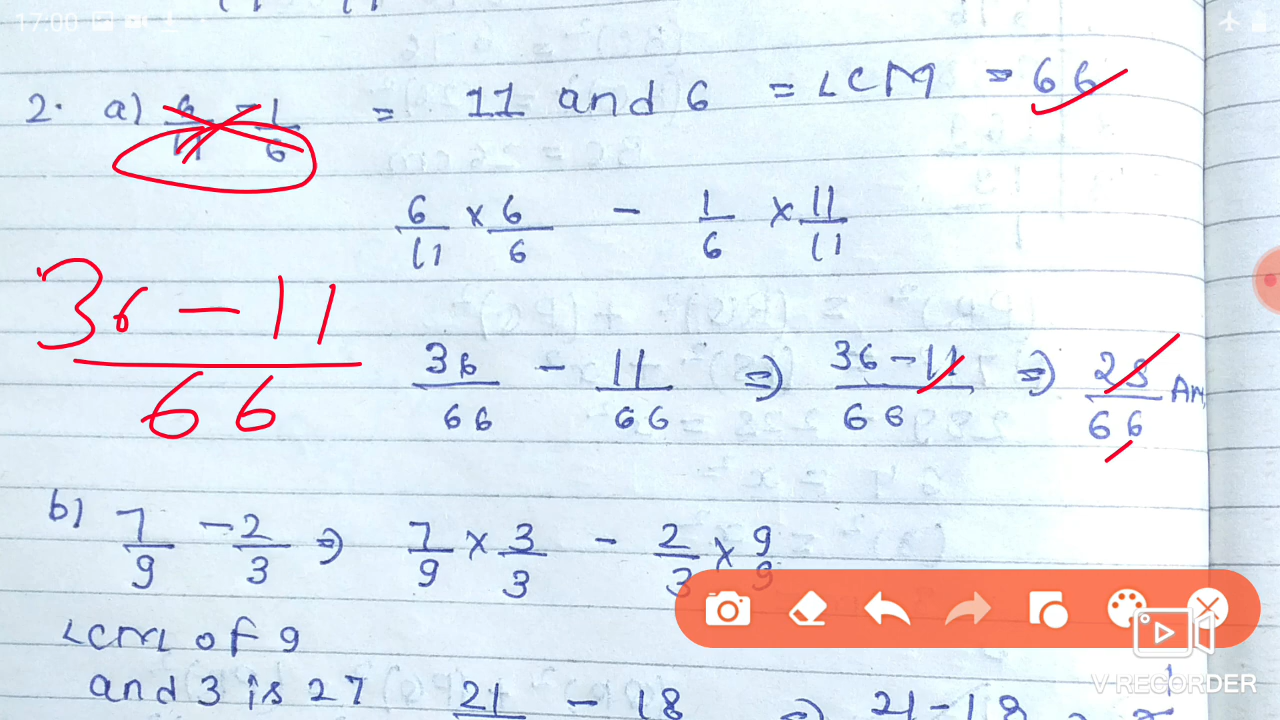 17:00
2. a) 6/11 - 1/6 = 11 and 6 = LCM = 66
6/11 × 6/6 - 1/6 × 11/11
36 - 11 / 66
36/66 - 11/66 ⇒ 36 - 11/66 ⇒ 25/66 An
b) 7/9 - 2/3 ⇒ 7/9 × 3/3 - 2/3 × 9/9
LCM of 9
and 3 is 27 21 - 18 ⇒ 21 - 18
V RECORDER